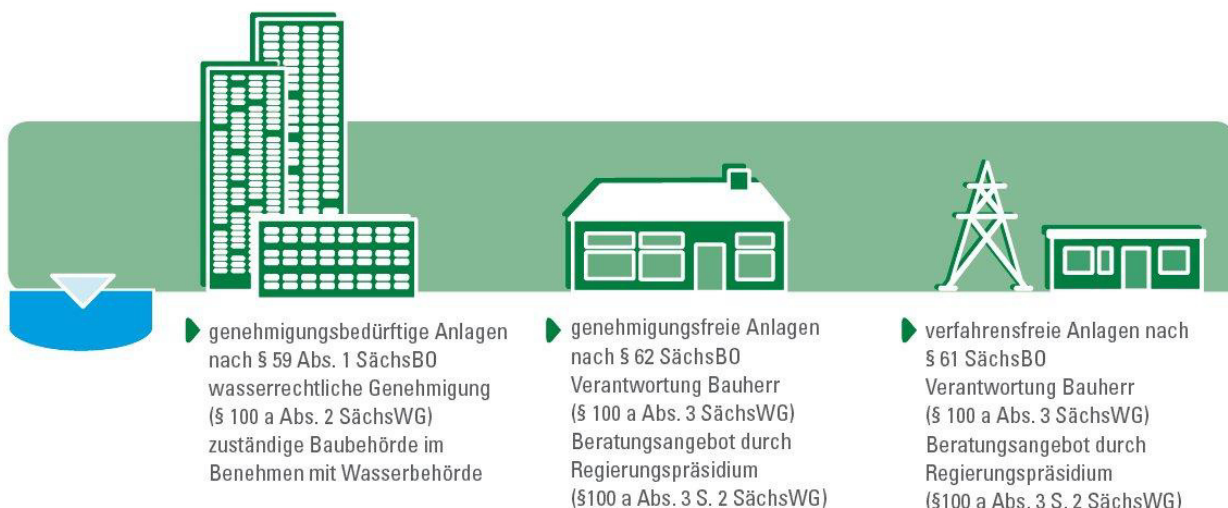 genehmigungsbedürftige Anlagen
nach § 59 Abs. 1 SächsBO
wasserrechtliche Genehmigung
(§ 100 a Abs. 2 SächsWG)
zuständige Baubehörde im
Benehmen mit Wasserbehörde
genehmigungsfreie Anlagen
nach § 62 SächsBO
Verantwortung Bauherr
(§ 100 a Abs. 3 SächsWG)
Beratungsangebot durch
Regierungspräsidium
(§100 a Abs. 3 S. 2 SächsWG)
verfahrensfreie Anlagen nach
§ 61 SächsBO
Verantwortung Bauherr
(§ 100 a Abs. 3 SächsWG)
Beratungsangebot durch
Regierungspräsidium
(§100 a Abs. 3 S. 2 SächsWG)